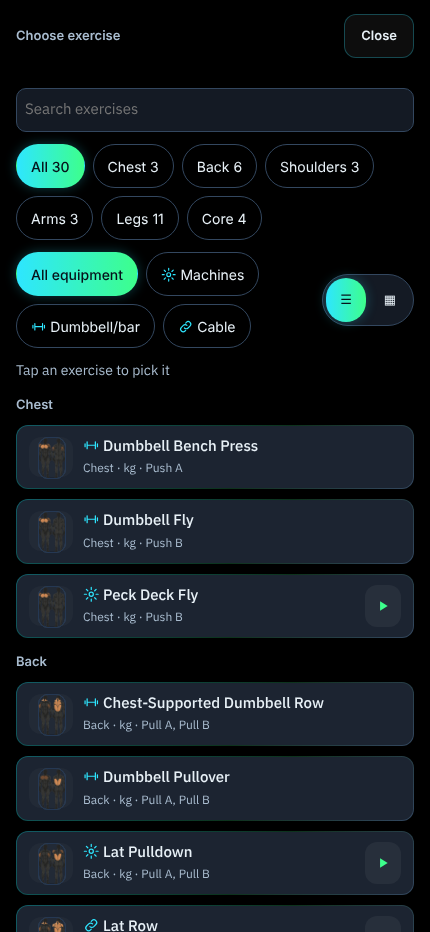 Choose exercise
Close
Search exercises
All 30
Chest 3
Back 6
Shoulders 3
Arms 3
Legs 11
Core 4
All equipment
Machines
Dumbbell/bar
Cable
Tap an exercise to pick it
Chest
Dumbbell Bench Press
Chest · kg · Push A
Dumbbell Fly
Chest · kg · Push B
Peck Deck Fly
Chest · kg · Push B
Back
Chest-Supported Dumbbell Row
Back · kg · Pull A, Pull B
Dumbbell Pullover
Back · kg · Pull A, Pull B
Lat Pulldown
Back · kg · Pull A, Pull B
Lat Row